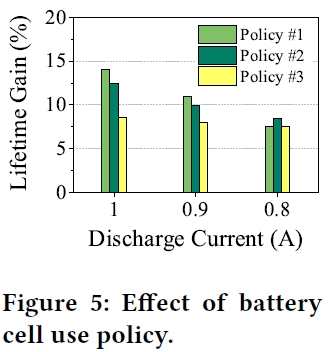 Lifetime Gain (%)
20
15
10
5
0
Policy #1
Policy #2
Policy #3
1 0.9 0.8
Discharge Current (A)
Figure 5: Effect of battery
cell use policy.